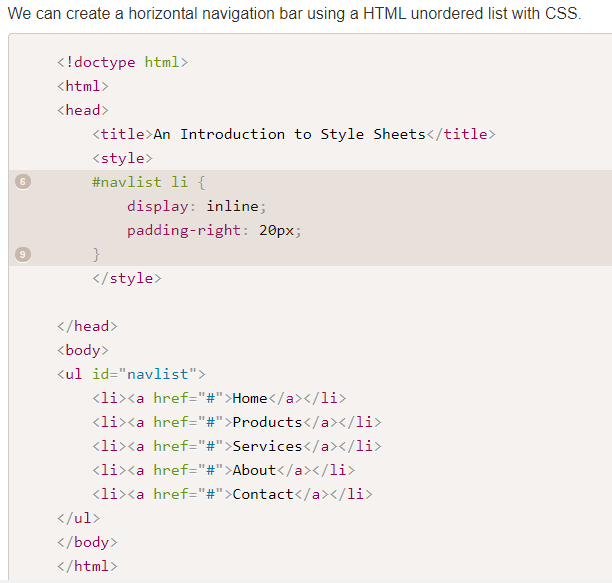 We can create a horizontal navigation bar using a HTML unordered list with CSS.
<!doctype html>
<html>
<head>
    <title>An Introduction to Style Sheets</title>
    <style>
6    #navlist li {
        display: inline;
        padding-right: 20px;
9    }
    </style>

</head>
<body>
<ul id="navlist">
    <li><a href="#">Home</a></li>
    <li><a href="#">Products</a></li>
    <li><a href="#">Services</a></li>
    <li><a href="#">About</a></li>
    <li><a href="#">Contact</a></li>
</ul>
</body>
</html>